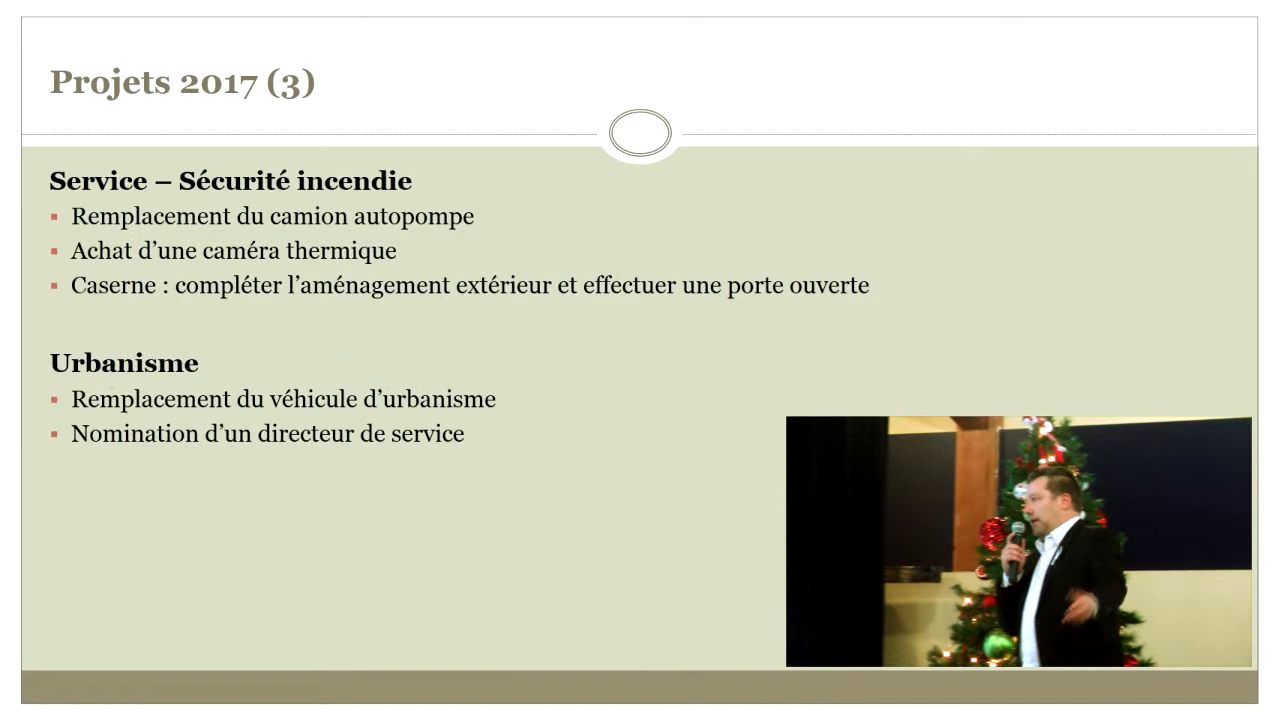 Projets 2017 (3)
Service – Sécurité incendie
▪ Remplacement du camion autopompe
▪ Achat d’une caméra thermique
▪ Caserne : compléter l’aménagement extérieur et effectuer une porte ouverte
Urbanisme
▪ Remplacement du véhicule d’urbanisme
▪ Nomination d’un directeur de service